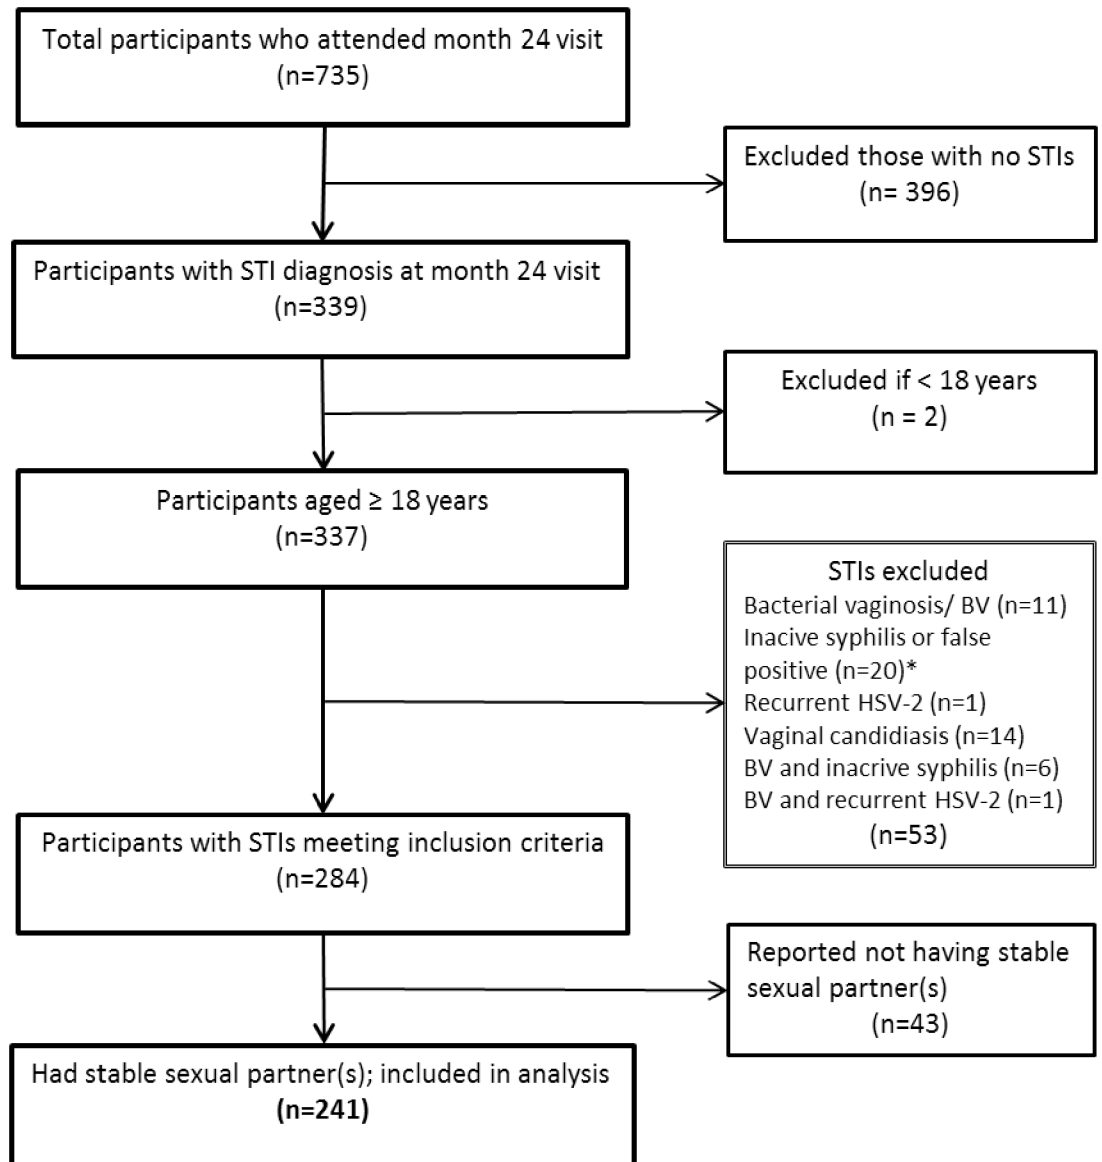 Total participants who attended month 24 visit
(n=735)
Excluded those with no STIs
(n= 396)
Participants with STI diagnosis at month 24 visit
(n=339)
Excluded if < 18 years
(n = 2)
Participants aged ≥ 18 years
(n=337)
STIs excluded
Bacterial vaginosis/ BV (n=11)
Inacive syphilis or false
positive (n=20)*
Recurrent HSV-2 (n=1)
Vaginal candidiasis (n=14)
BV and inacrive syphilis (n=6)
BV and recurrent HSV-2 (n=1)
(n=53)
Participants with STIs meeting inclusion criteria
(n=284)
Reported not having stable
sexual partner(s)
(n=43)
Had stable sexual partner(s); included in analysis
(n=241)